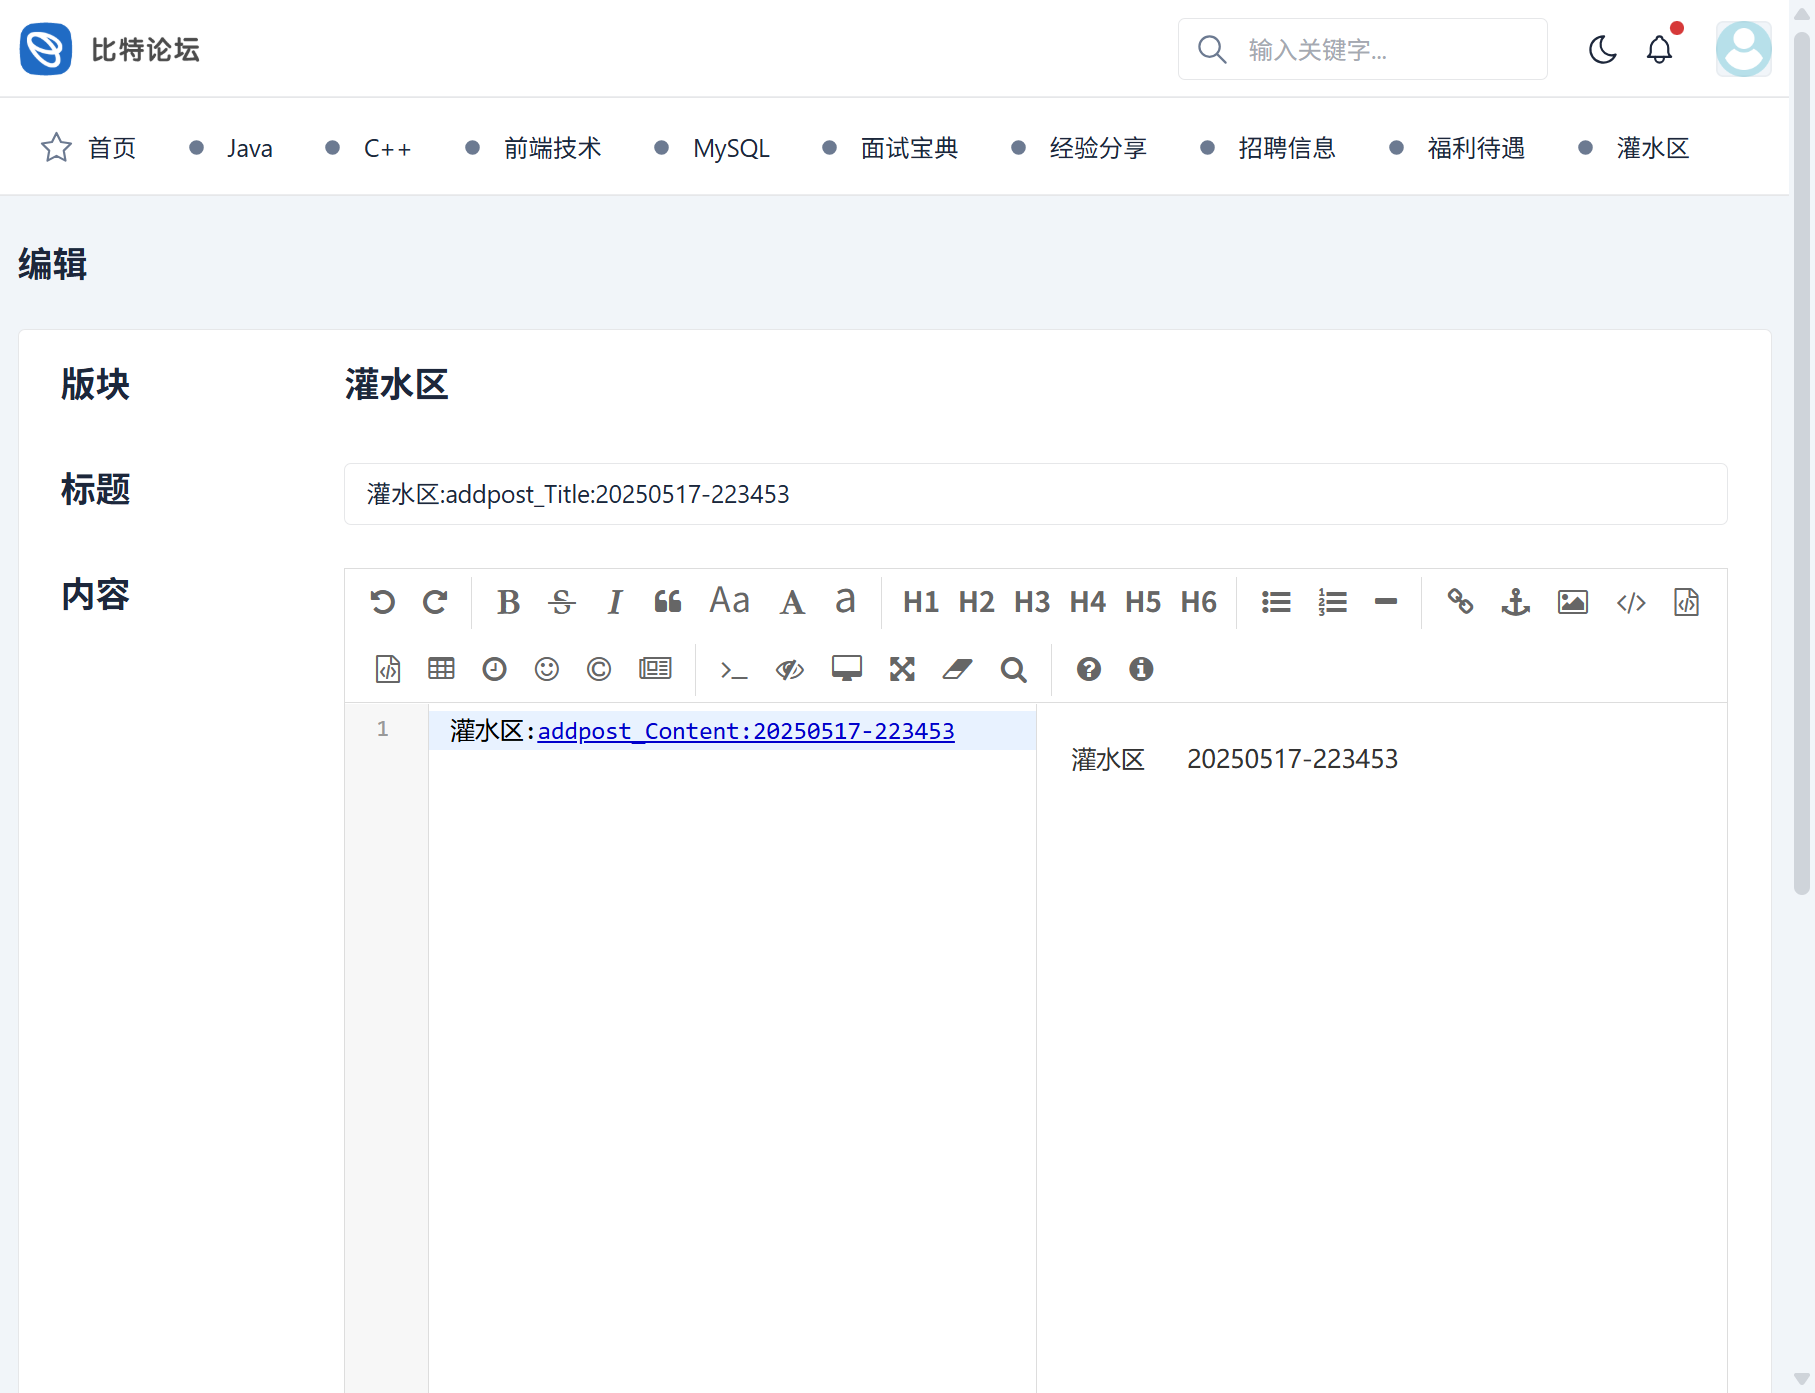 比特论坛
输入关键字...
首页 Java C++ 前端技术 MySQL 面试宝典 经验分享 招聘信息 福利待遇 灌水区
编辑
版块 灌水区
标题 灌水区:addpost_Title:20250517-223453
内容
B S I Aa A a H1 H2 H3 H4 H5 H6
1 灌水区:addpost_Content:20250517-223453
灌水区 20250517-223453